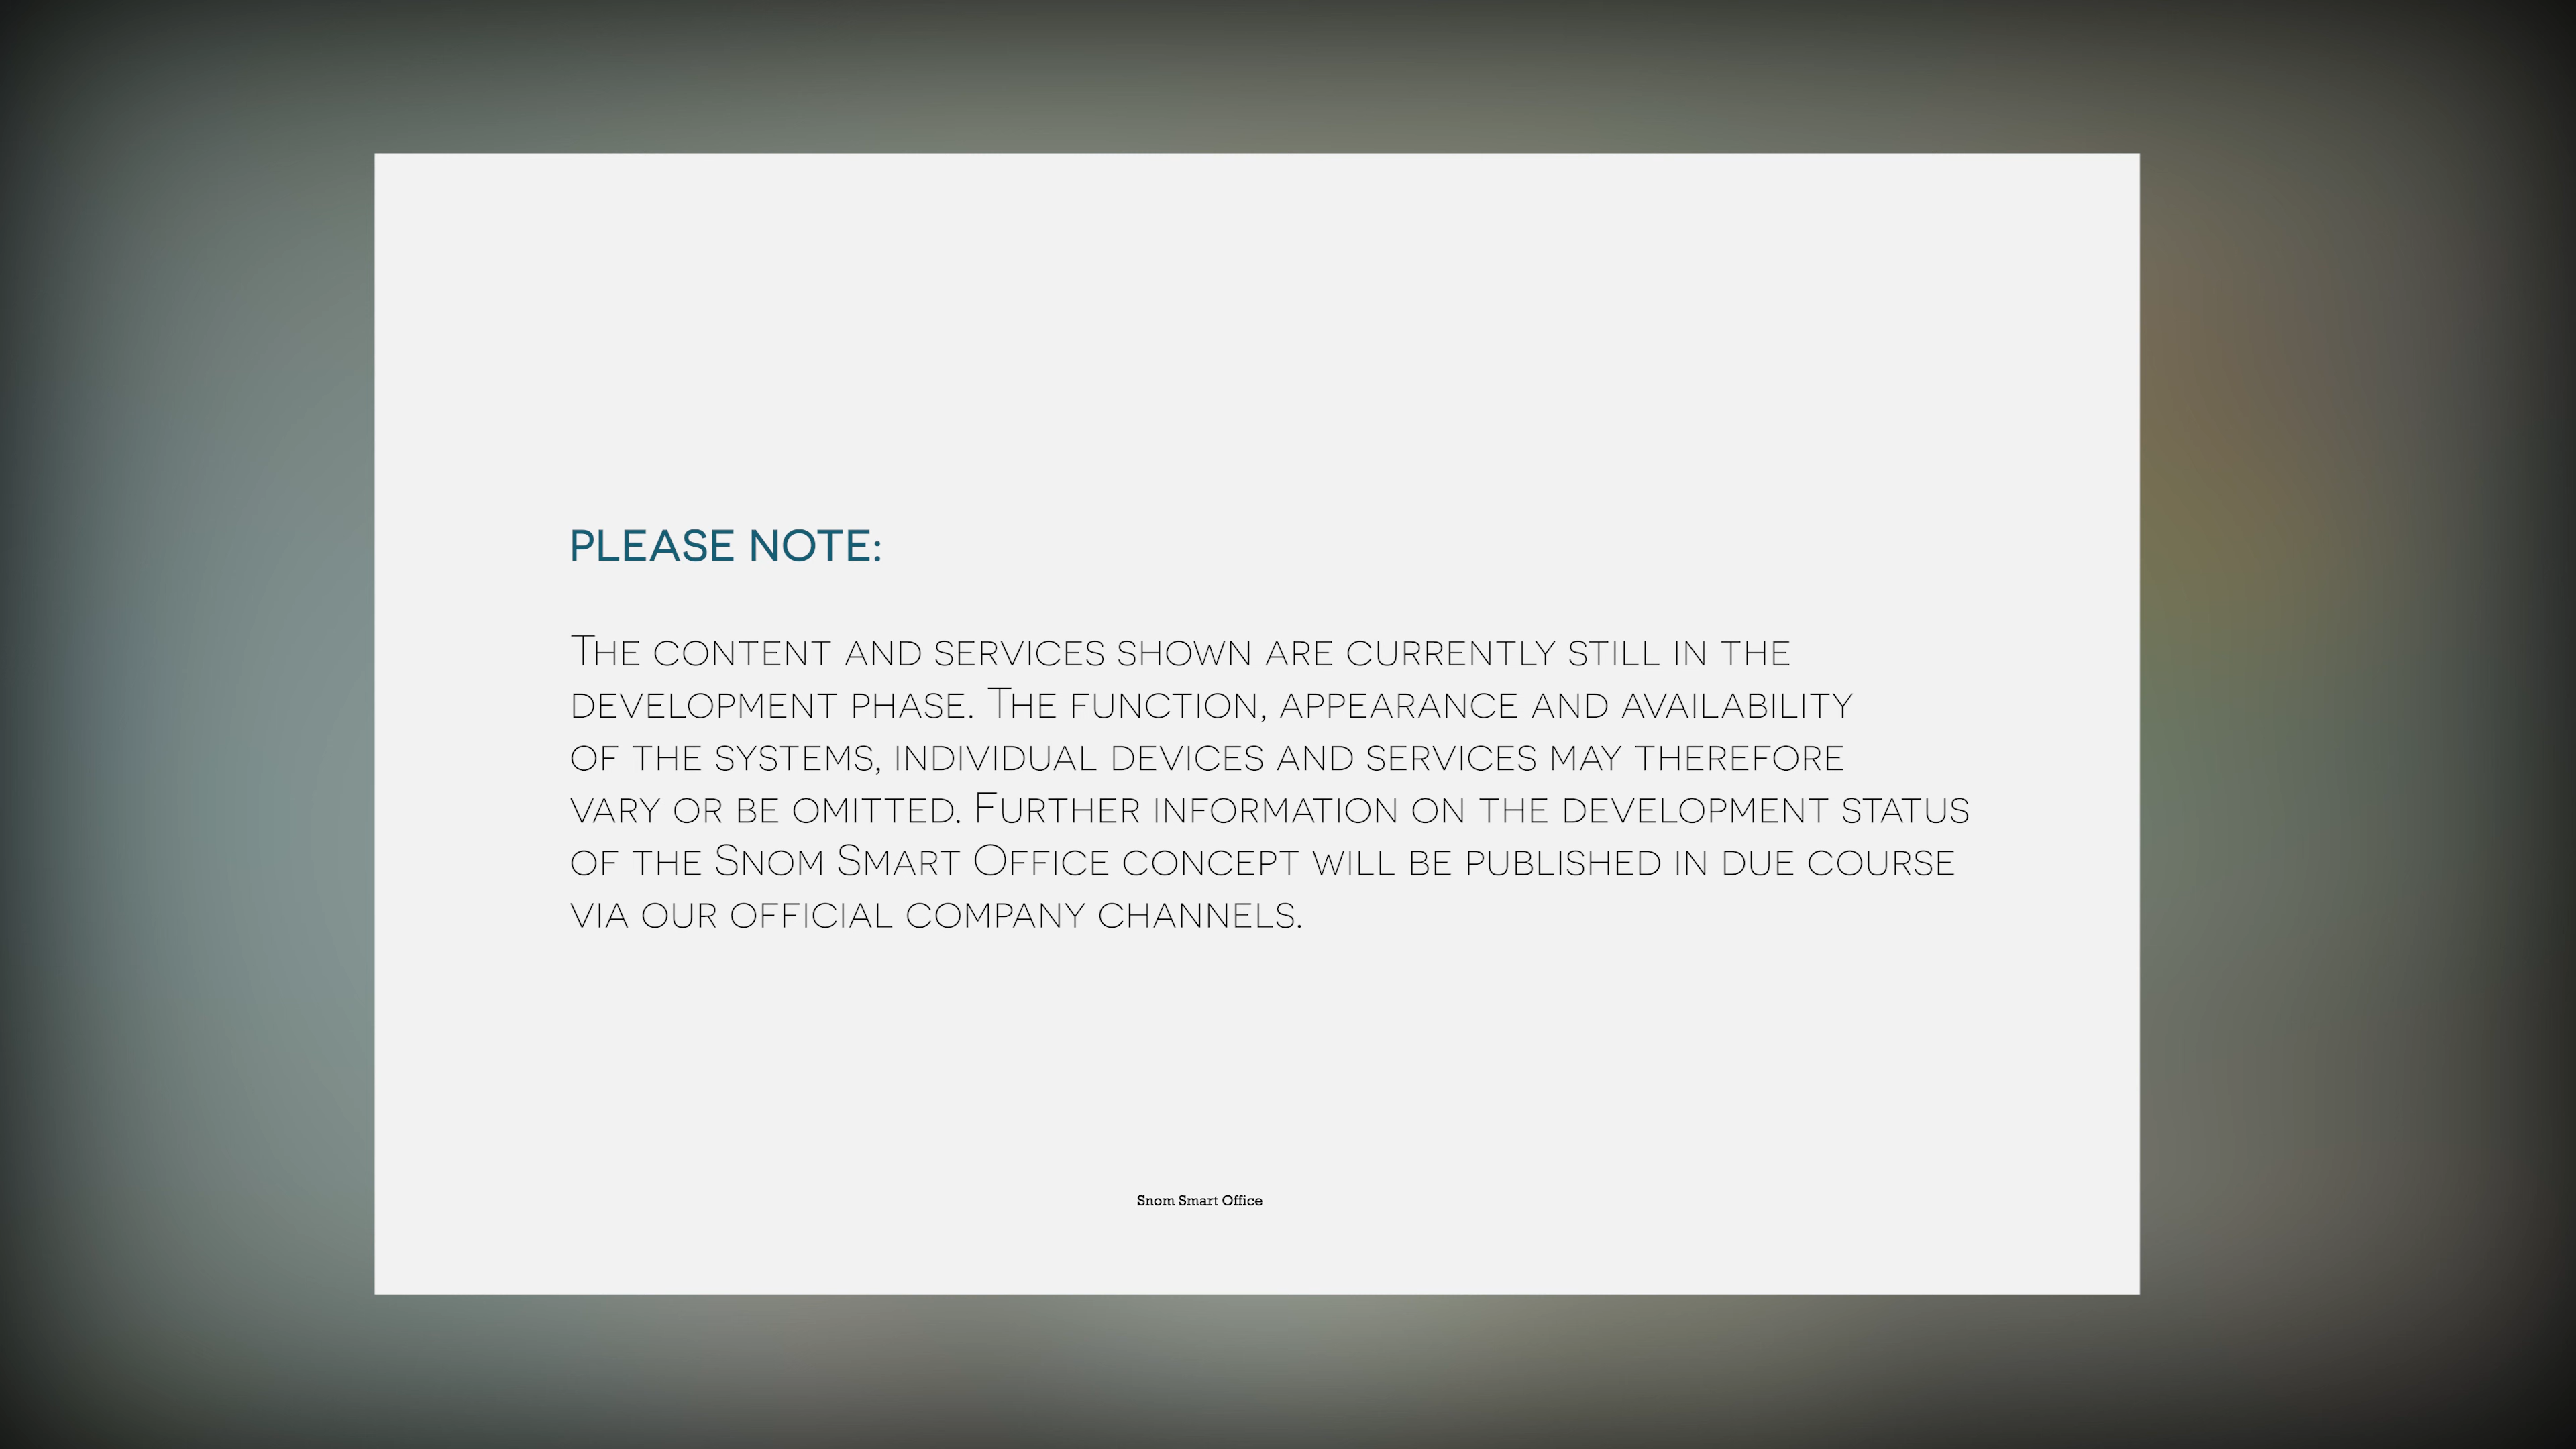 PLEASE NOTE:
The content and services shown are currently still in the
development phase. The function, appearance and availability
of the systems, individual devices and services may therefore
vary or be omitted. Further information on the development status
of the Snom Smart Office concept will be published in due course
via our official company channels.
Snom Smart Office